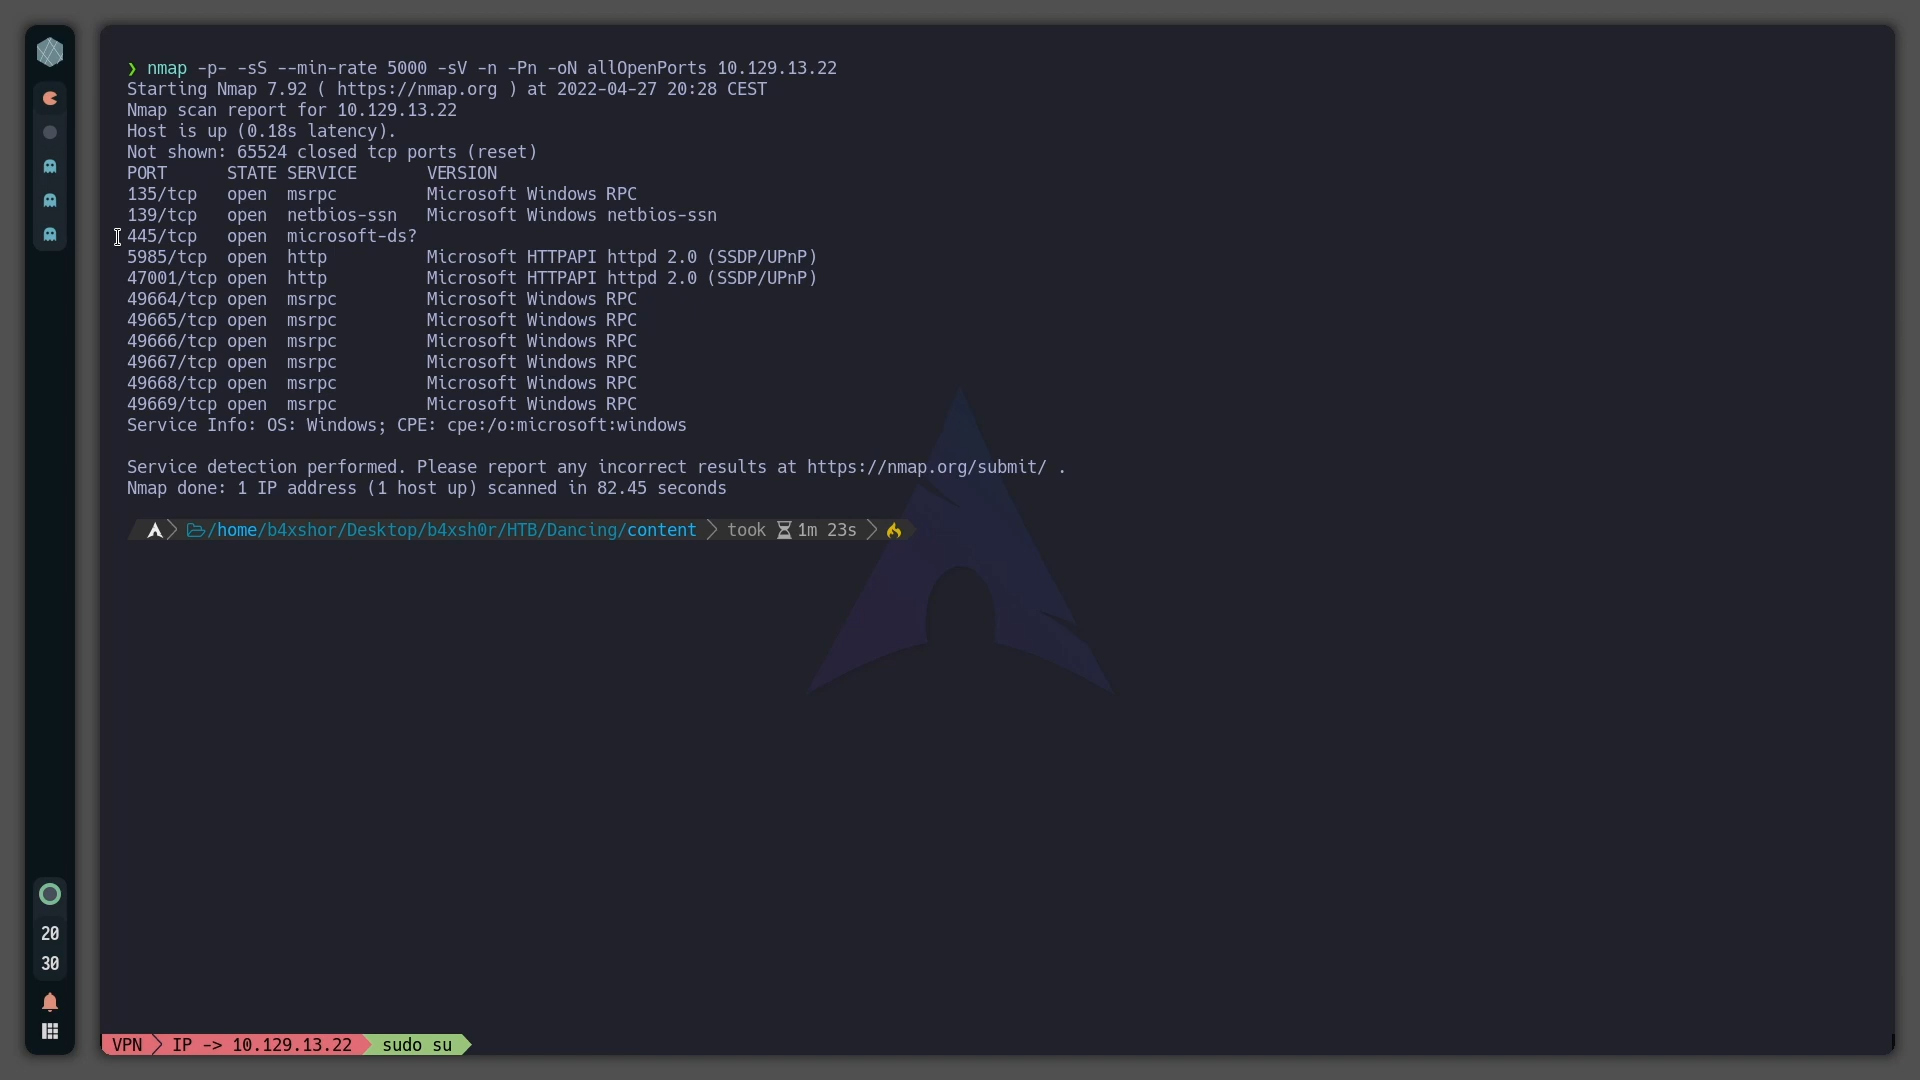 ❯ nmap -p- -sS --min-rate 5000 -sV -n -Pn -oN allOpenPorts 10.129.13.22
Starting Nmap 7.92 ( https://nmap.org ) at 2022-04-27 20:28 CEST
Nmap scan report for 10.129.13.22
Host is up (0.18s latency).
Not shown: 65524 closed tcp ports (reset)
PORT      STATE SERVICE       VERSION
135/tcp   open  msrpc         Microsoft Windows RPC
139/tcp   open  netbios-ssn   Microsoft Windows netbios-ssn
445/tcp   open  microsoft-ds?
5985/tcp  open  http          Microsoft HTTPAPI httpd 2.0 (SSDP/UPnP)
47001/tcp open  http          Microsoft HTTPAPI httpd 2.0 (SSDP/UPnP)
49664/tcp open  msrpc         Microsoft Windows RPC
49665/tcp open  msrpc         Microsoft Windows RPC
49666/tcp open  msrpc         Microsoft Windows RPC
49667/tcp open  msrpc         Microsoft Windows RPC
49668/tcp open  msrpc         Microsoft Windows RPC
49669/tcp open  msrpc         Microsoft Windows RPC
Service Info: OS: Windows; CPE: cpe:/o:microsoft:windows
Service detection performed. Please report any incorrect results at https://nmap.org/submit/ .
Nmap done: 1 IP address (1 host up) scanned in 82.45 seconds
/home/b4xshor/Desktop/b4xsh0r/HTB/Dancing/content took 1m 23s
20
30
VPN IP -> 10.129.13.22 sudo su